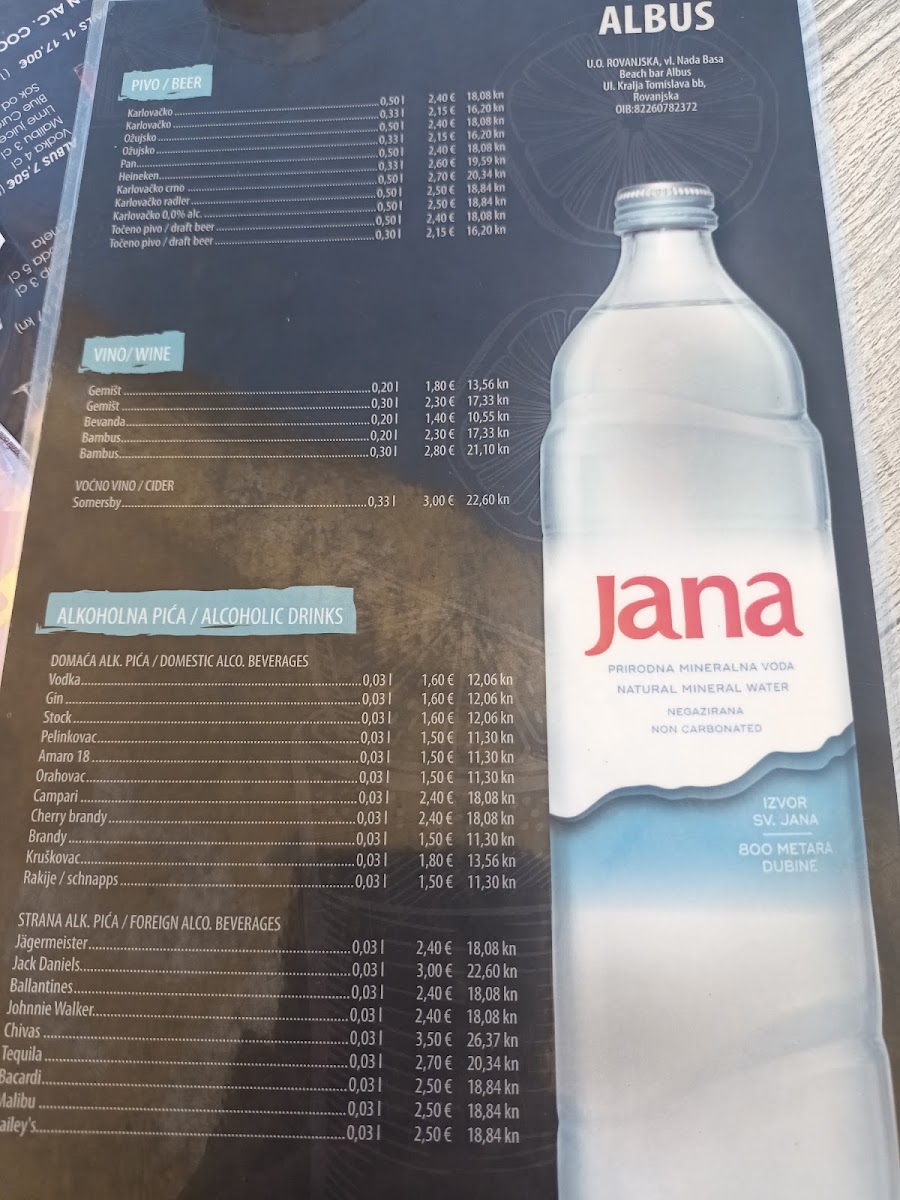 ALBUS
U.O. ROVANJSKA, vl. Nada Basa
Beach bar Albus
Ul. Kralja Tomislava bb,
Rovanjska
OIB:82260782372
PIVO / BEER
Karlovačko 0,50 l 2,40 € 18,08 kn
Karlovačko 0,33 l 2,15 € 16,20 kn
Ožujsko 0,50 l 2,40 € 18,08 kn
Ožujsko 0,33 l 2,15 € 16,20 kn
Pan 0,50 l 2,40 € 18,08 kn
Heineken 0,33 l 2,60 € 19,59 kn
Karlovačko crno 0,50 l 2,70 € 20,34 kn
Karlovačko radler 0,50 l 2,50 € 18,84 kn
Karlovačko 0,0% alc. 0,50 l 2,50 € 18,84 kn
Točeno pivo / draft beer 0,50 l 2,40 € 18,08 kn
Točeno pivo / draft beer 0,30 l 2,15 € 16,20 kn
VINO/ WINE
Gemišt 0,20 l 1,80 € 13,56 kn
Gemišt 0,30 l 2,30 € 17,33 kn
Bevanda 0,20 l 1,40 € 10,55 kn
Bambus 0,20 l 2,30 € 17,33 kn
Bambus 0,30 l 2,80 € 21,10 kn
VOĆNO VINO / CIDER
Somersby 0,33 l 3,00 € 22,60 kn
ALKOHOLNA PIĆA / ALCOHOLIC DRINKS
DOMAĆA ALK. PIĆA / DOMESTIC ALCO. BEVERAGES
Vodka 0,03 l 1,60 € 12,06 kn
Gin 0,03 l 1,60 € 12,06 kn
Stock 0,03 l 1,60 € 12,06 kn
Pelinkovac 0,03 l 1,50 € 11,30 kn
Amaro 18 0,03 l 1,50 € 11,30 kn
Orahovac 0,03 l 1,50 € 11,30 kn
Campari 0,03 l 2,40 € 18,08 kn
Cherry brandy 0,03 l 2,40 € 18,08 kn
Brandy 0,03 l 1,50 € 11,30 kn
Kruškovac 0,03 l 1,80 € 13,56 kn
Rakije / schnapps 0,03 l 1,50 € 11,30 kn
STRANA ALK. PIĆA / FOREIGN ALCO. BEVERAGES
Jägermeister 0,03 l 2,40 € 18,08 kn
Jack Daniels 0,03 l 3,00 € 22,60 kn
Ballantines 0,03 l 2,40 € 18,08 kn
Johnnie Walker 0,03 l 2,40 € 18,08 kn
Chivas 0,03 l 3,50 € 26,37 kn
Tequila 0,03 l 2,70 € 20,34 kn
Bacardi 0,03 l 2,50 € 18,84 kn
Malibu 0,03 l 2,50 € 18,84 kn
ailey's 0,03 l 2,50 € 18,84 kn
Jana
PRIRODNA MINERALNA VODA
NATURAL MINERAL WATER
NEGAZIRANA
NON CARBONATED
IZVOR
SV. JANA
800 METARA
DUBINE
ALBUS 7.50€
Vodka 4 cl
Malibu 3 cl
Lime juice
Sok od
1L 17.00€